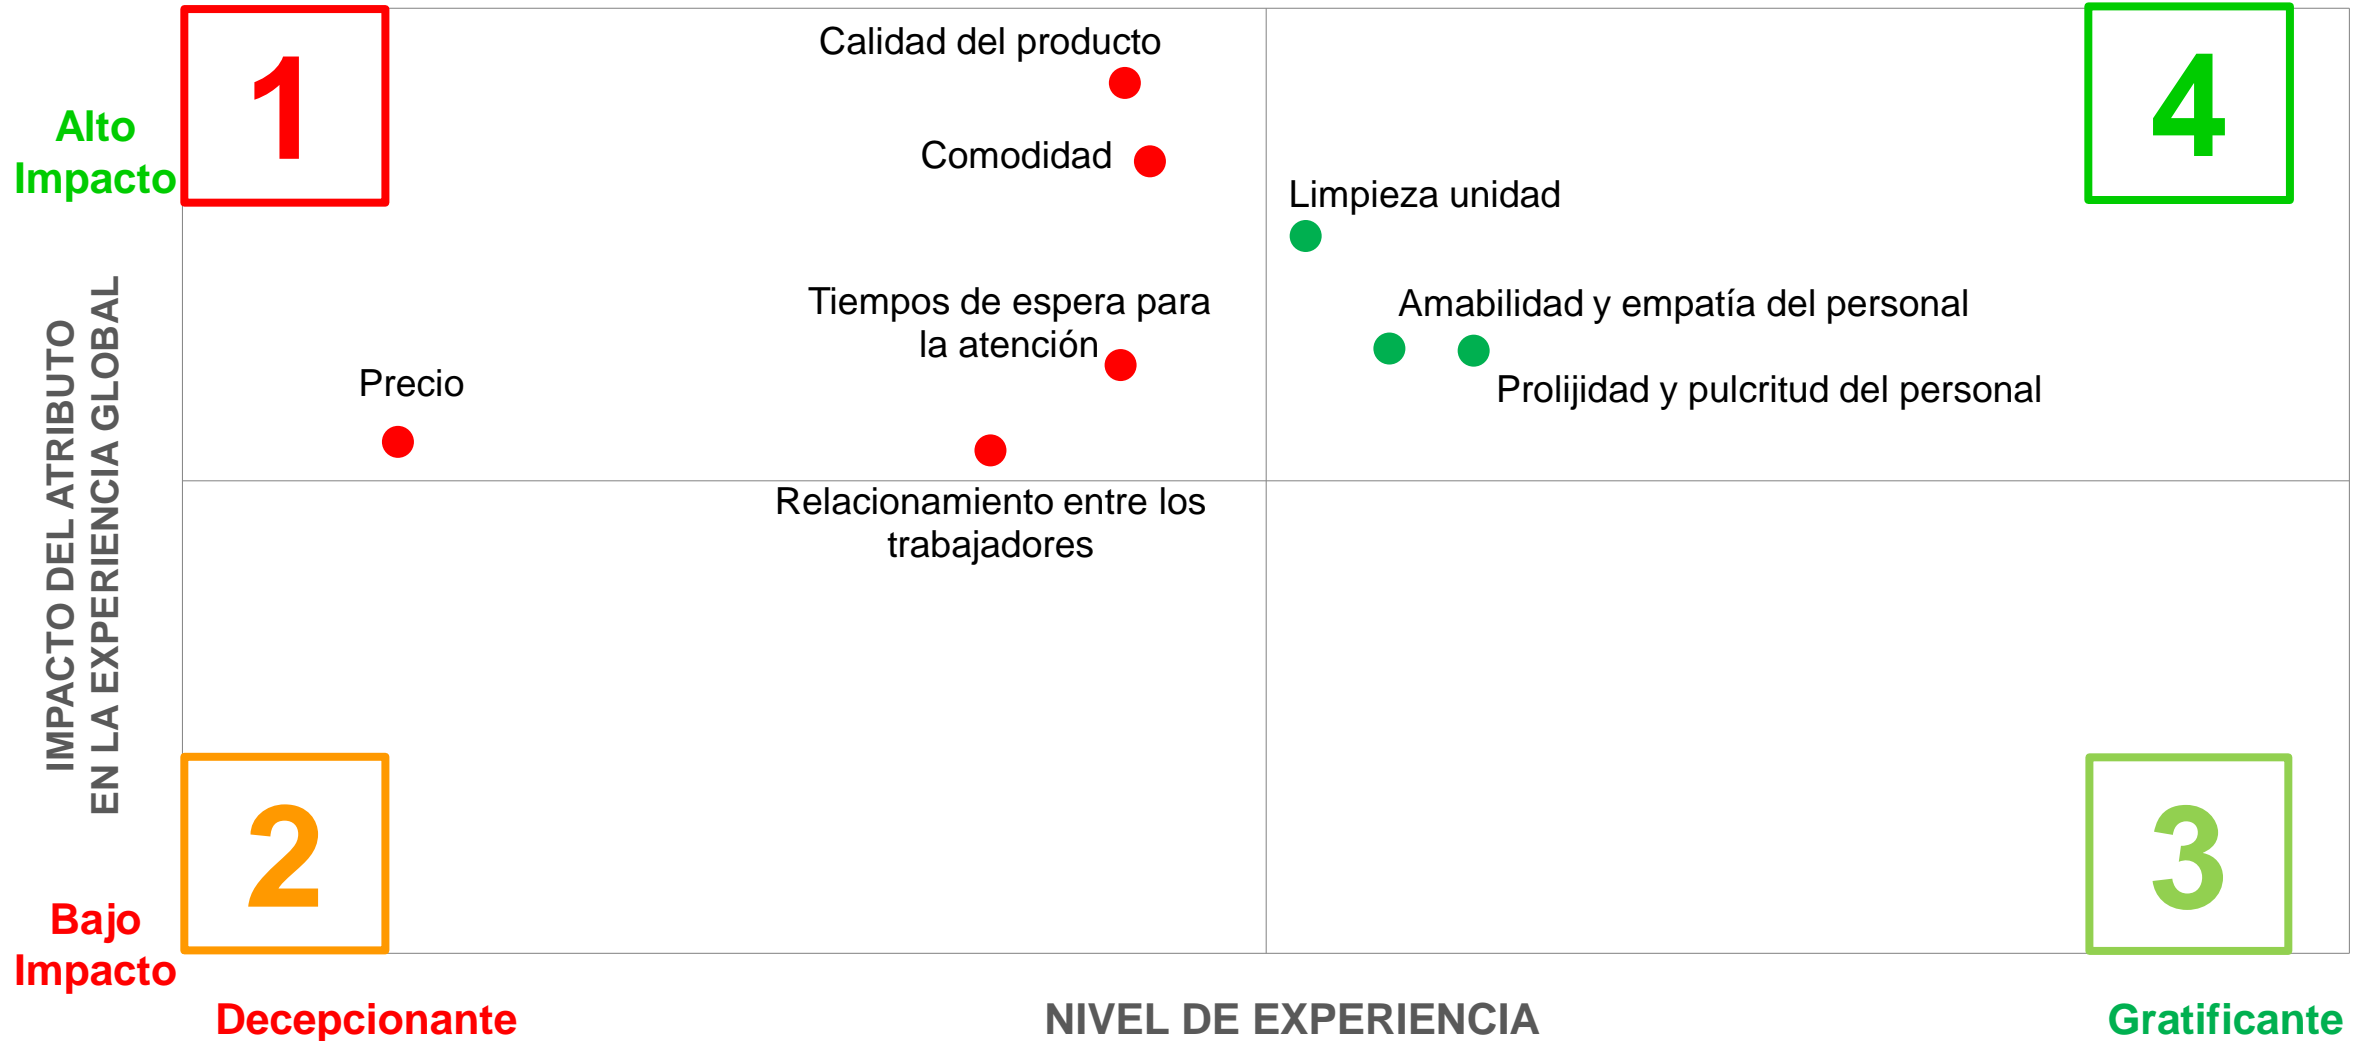 1
Calidad del producto
4
Alto
Impacto
Comodidad
Limpieza unidad
Tiempos de espera para
la atención
Amabilidad y empatía del personal
Precio
Prolijidad y pulcritud del personal
IMPACTO DEL ATRIBUTO
EN LA EXPERIENCIA GLOBAL
Relacionamiento entre los
trabajadores
2
3
Bajo
Impacto
Decepcionante
NIVEL DE EXPERIENCIA
Gratificante